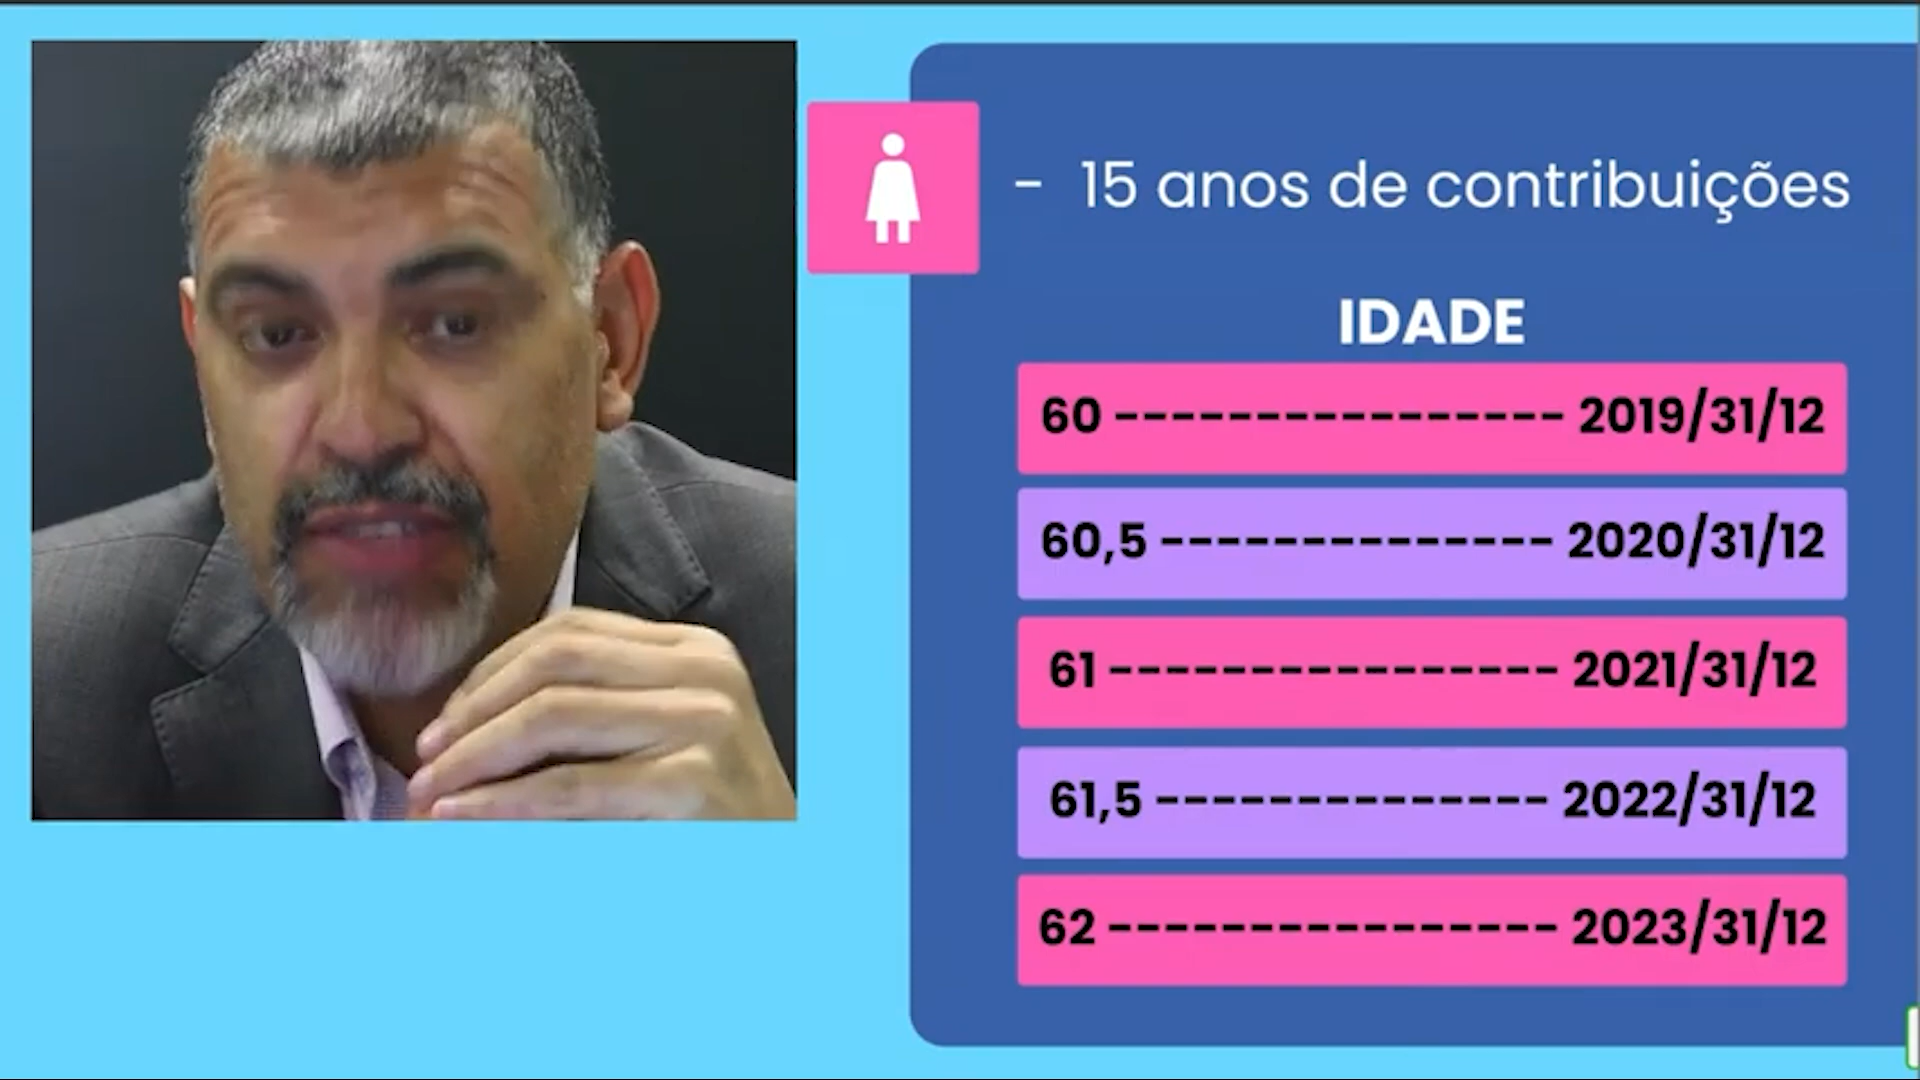 - 15 anos de contribuições
IDADE
60 ---------------- 2019/31/12
60,5 -------------- 2020/31/12
61 ---------------- 2021/31/12
61,5 -------------- 2022/31/12
62 ---------------- 2023/31/12